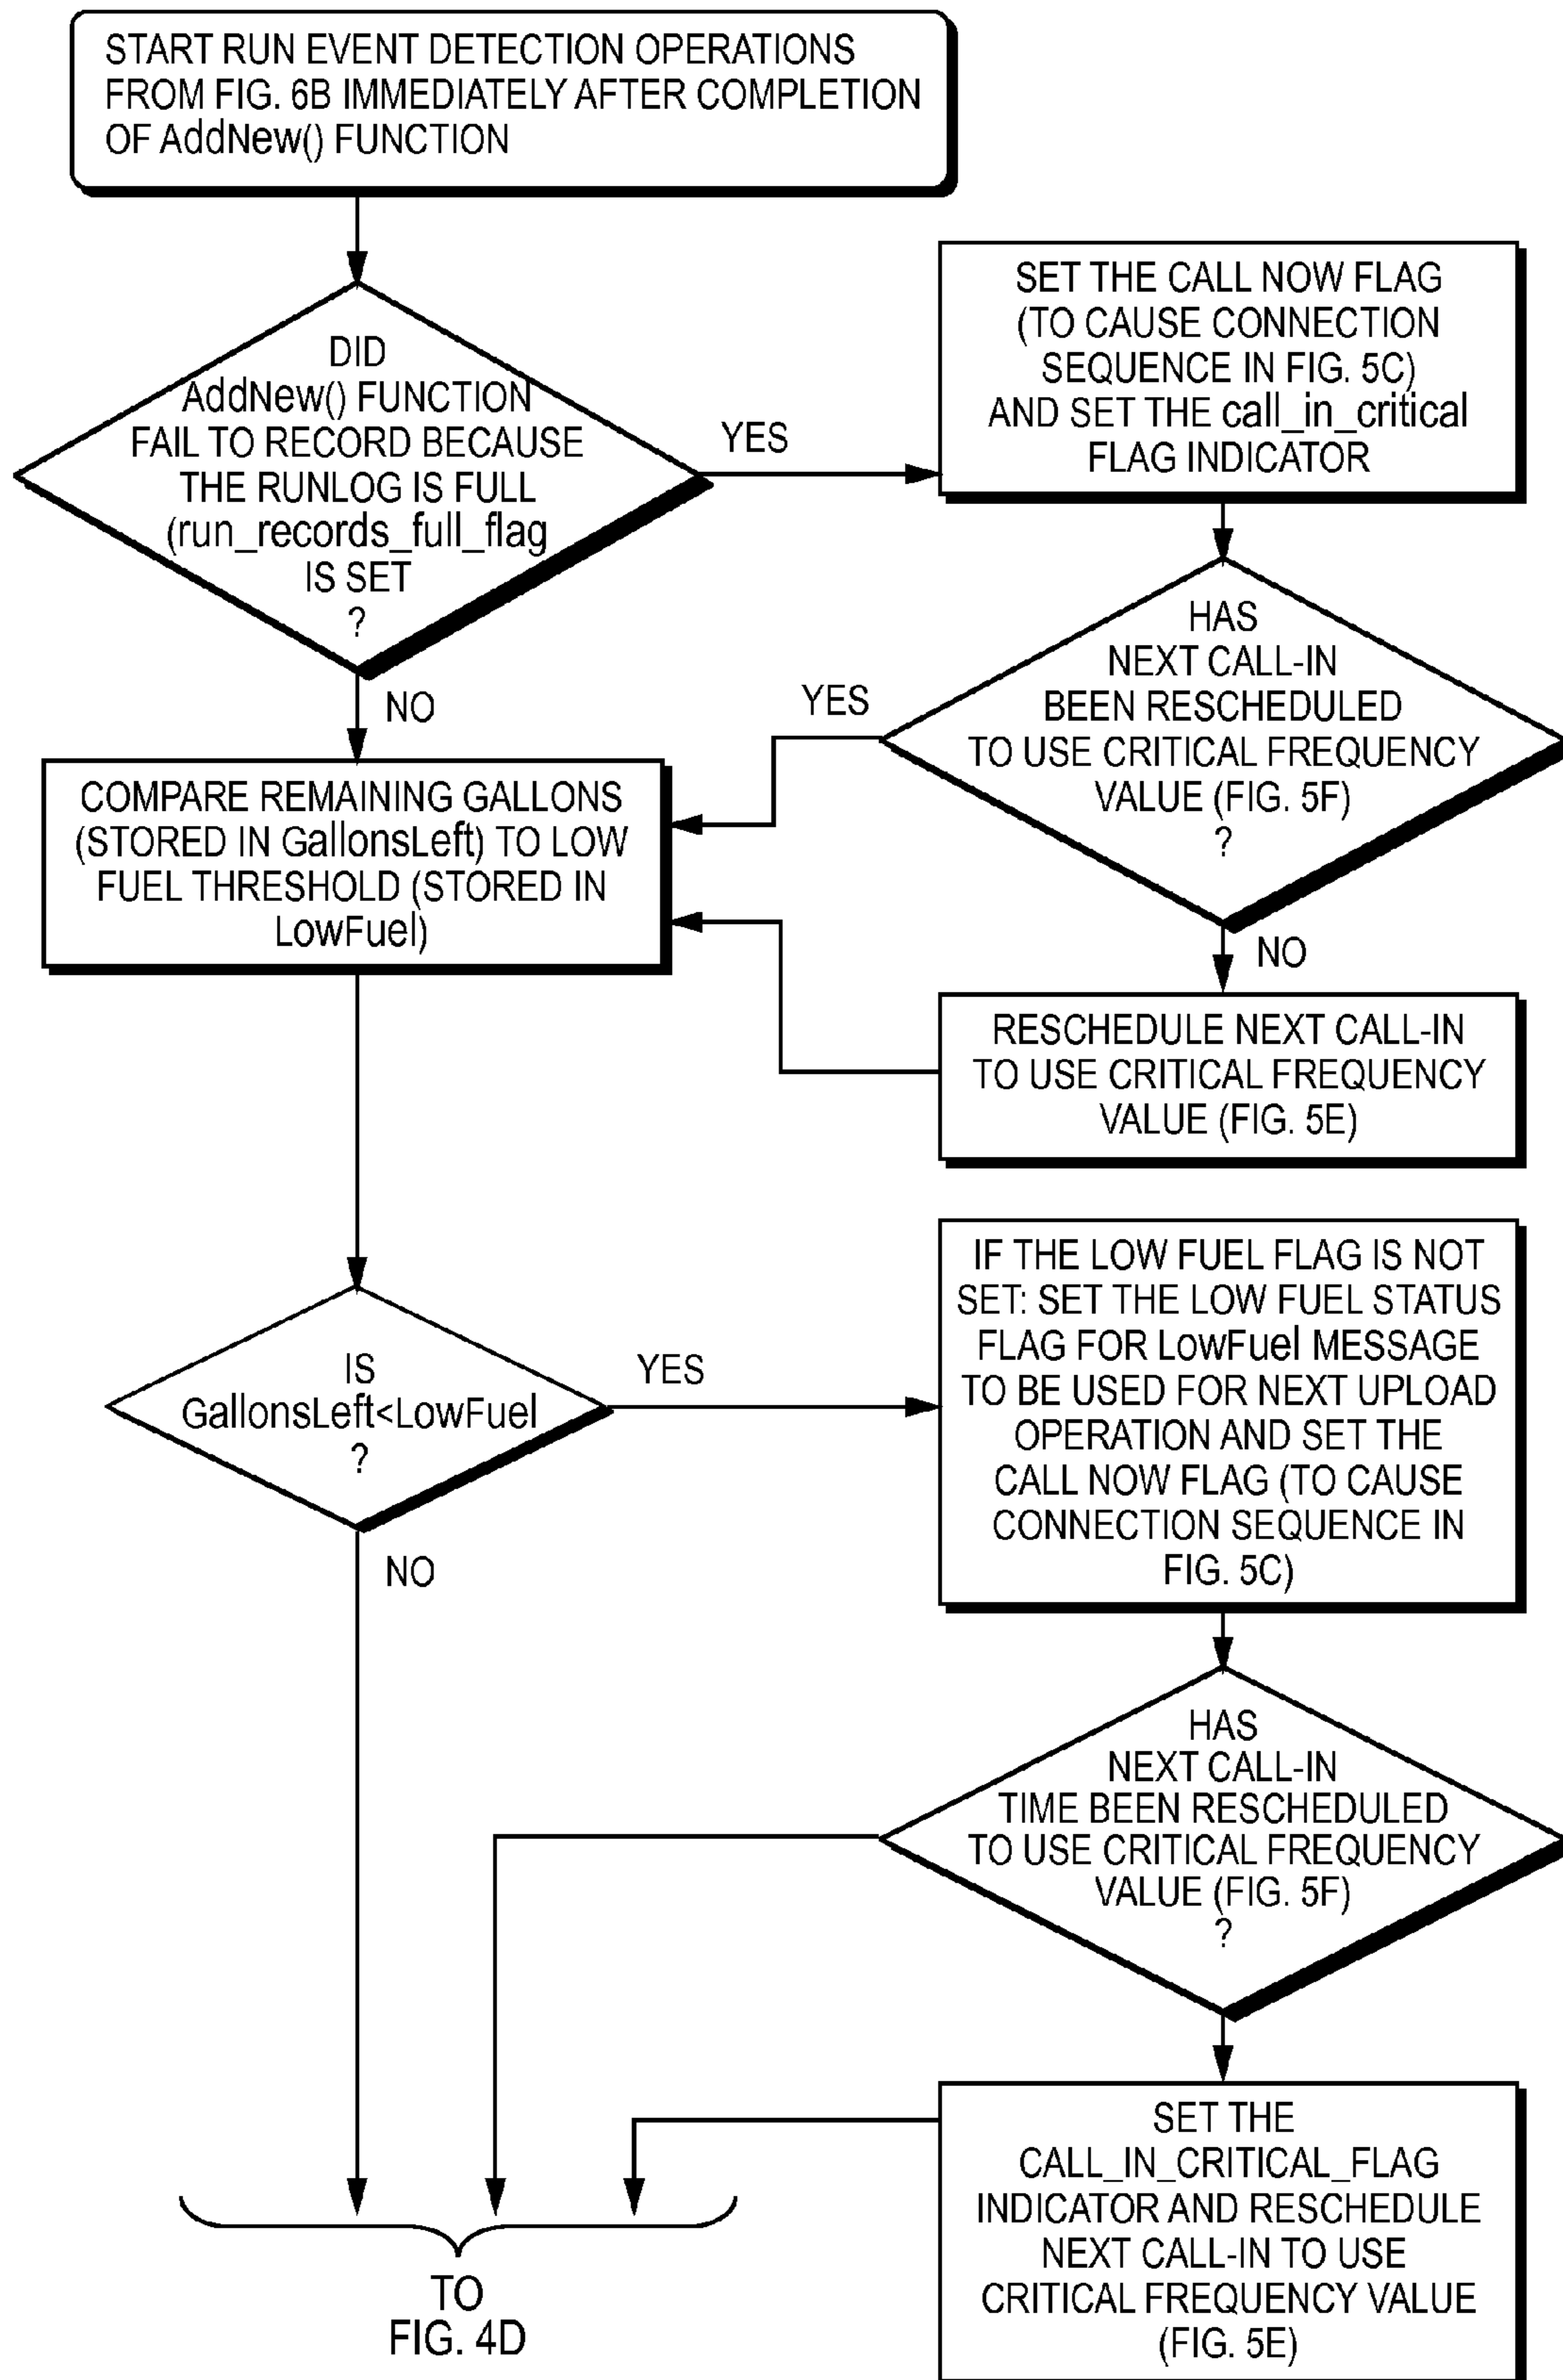 START RUN EVENT DETECTION OPERATIONS
FROM FIG. 6B IMMEDIATELY AFTER COMPLETION
OF AddNew() FUNCTION
DID
AddNew() FUNCTION
FAIL TO RECORD BECAUSE
THE RUNLOG IS FULL
(run_records_full_flag
IS SET
?
YES
NO
SET THE CALL NOW FLAG
(TO CAUSE CONNECTION
SEQUENCE IN FIG. 5C)
AND SET THE call_in_critical
FLAG INDICATOR
HAS
NEXT CALL-IN
BEEN RESCHEDULED
TO USE CRITICAL FREQUENCY
VALUE (FIG. 5F)
?
YES
NO
COMPARE REMAINING GALLONS
(STORED IN GallonsLeft) TO LOW
FUEL THRESHOLD (STORED IN
LowFuel)
RESCHEDULE NEXT CALL-IN
TO USE CRITICAL FREQUENCY
VALUE (FIG. 5E)
IS
GallonsLeft<LowFuel
?
YES
NO
IF THE LOW FUEL FLAG IS NOT
SET: SET THE LOW FUEL STATUS
FLAG FOR LowFuel MESSAGE
TO BE USED FOR NEXT UPLOAD
OPERATION AND SET THE
CALL NOW FLAG (TO CAUSE
CONNECTION SEQUENCE IN
FIG. 5C)
HAS
NEXT CALL-IN
TIME BEEN RESCHEDULED
TO USE CRITICAL FREQUENCY
VALUE (FIG. 5F)
?
SET THE
CALL_IN_CRITICAL_FLAG
INDICATOR AND RESCHEDULE
NEXT CALL-IN TO USE
CRITICAL FREQUENCY VALUE
(FIG. 5E)
TO
FIG. 4D